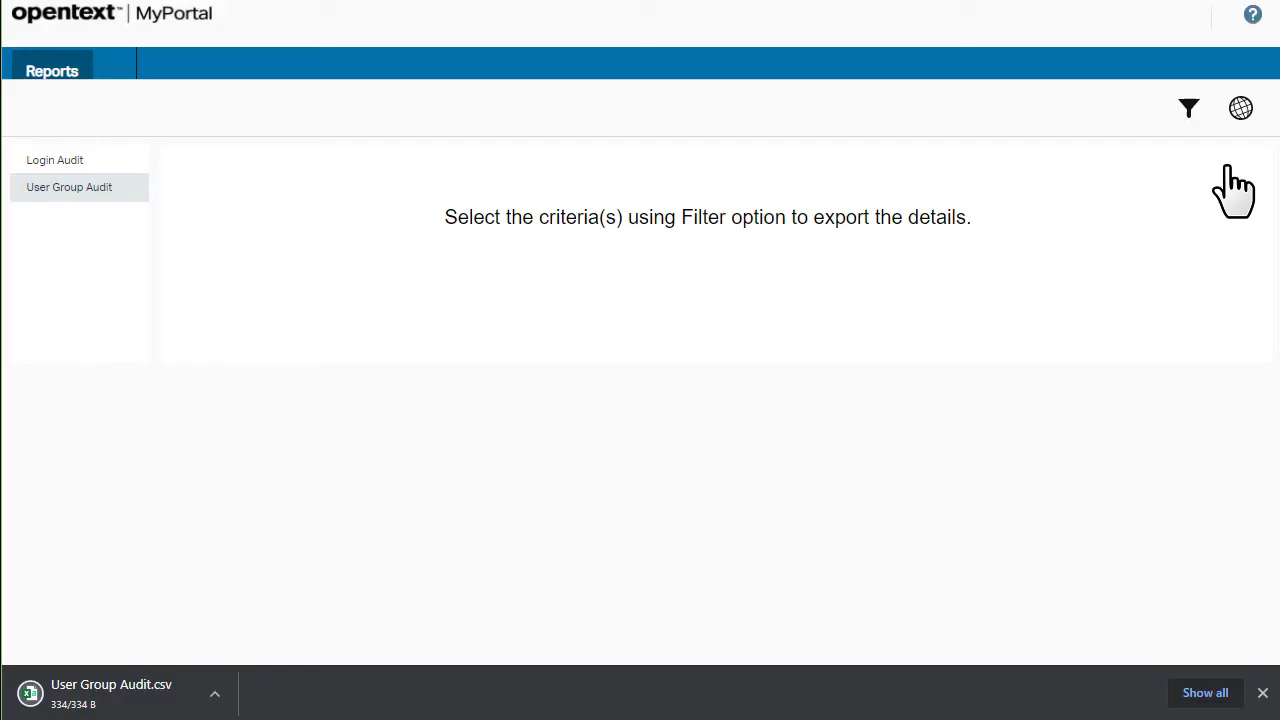 opentext™ | MyPortal
Reports
Login Audit
User Group Audit
Select the criteria(s) using Filter option to export the details.
User Group Audit.csv
334/334 B
Show all